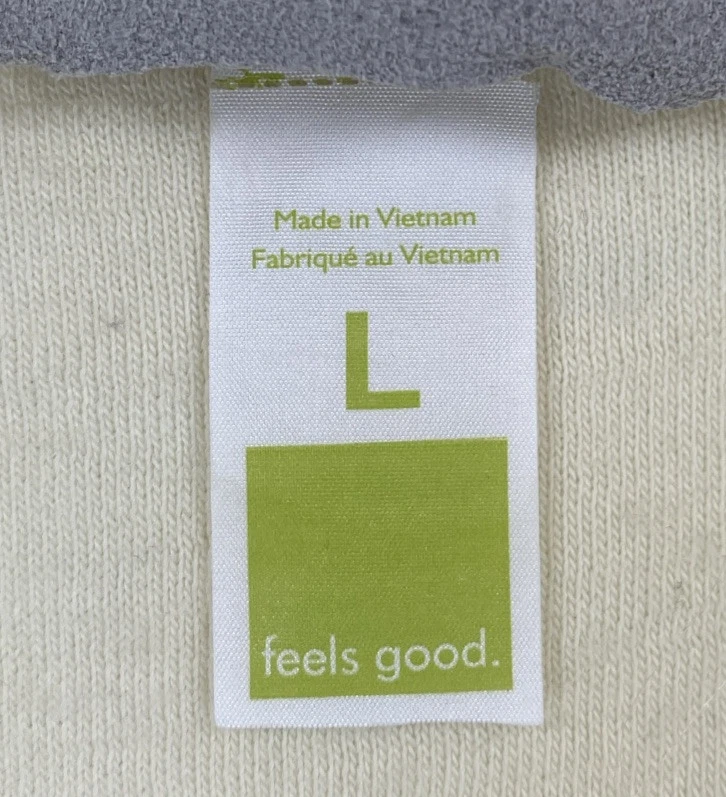 Made in Vietnam
Fabriqué au Vietnam
L
feels good.